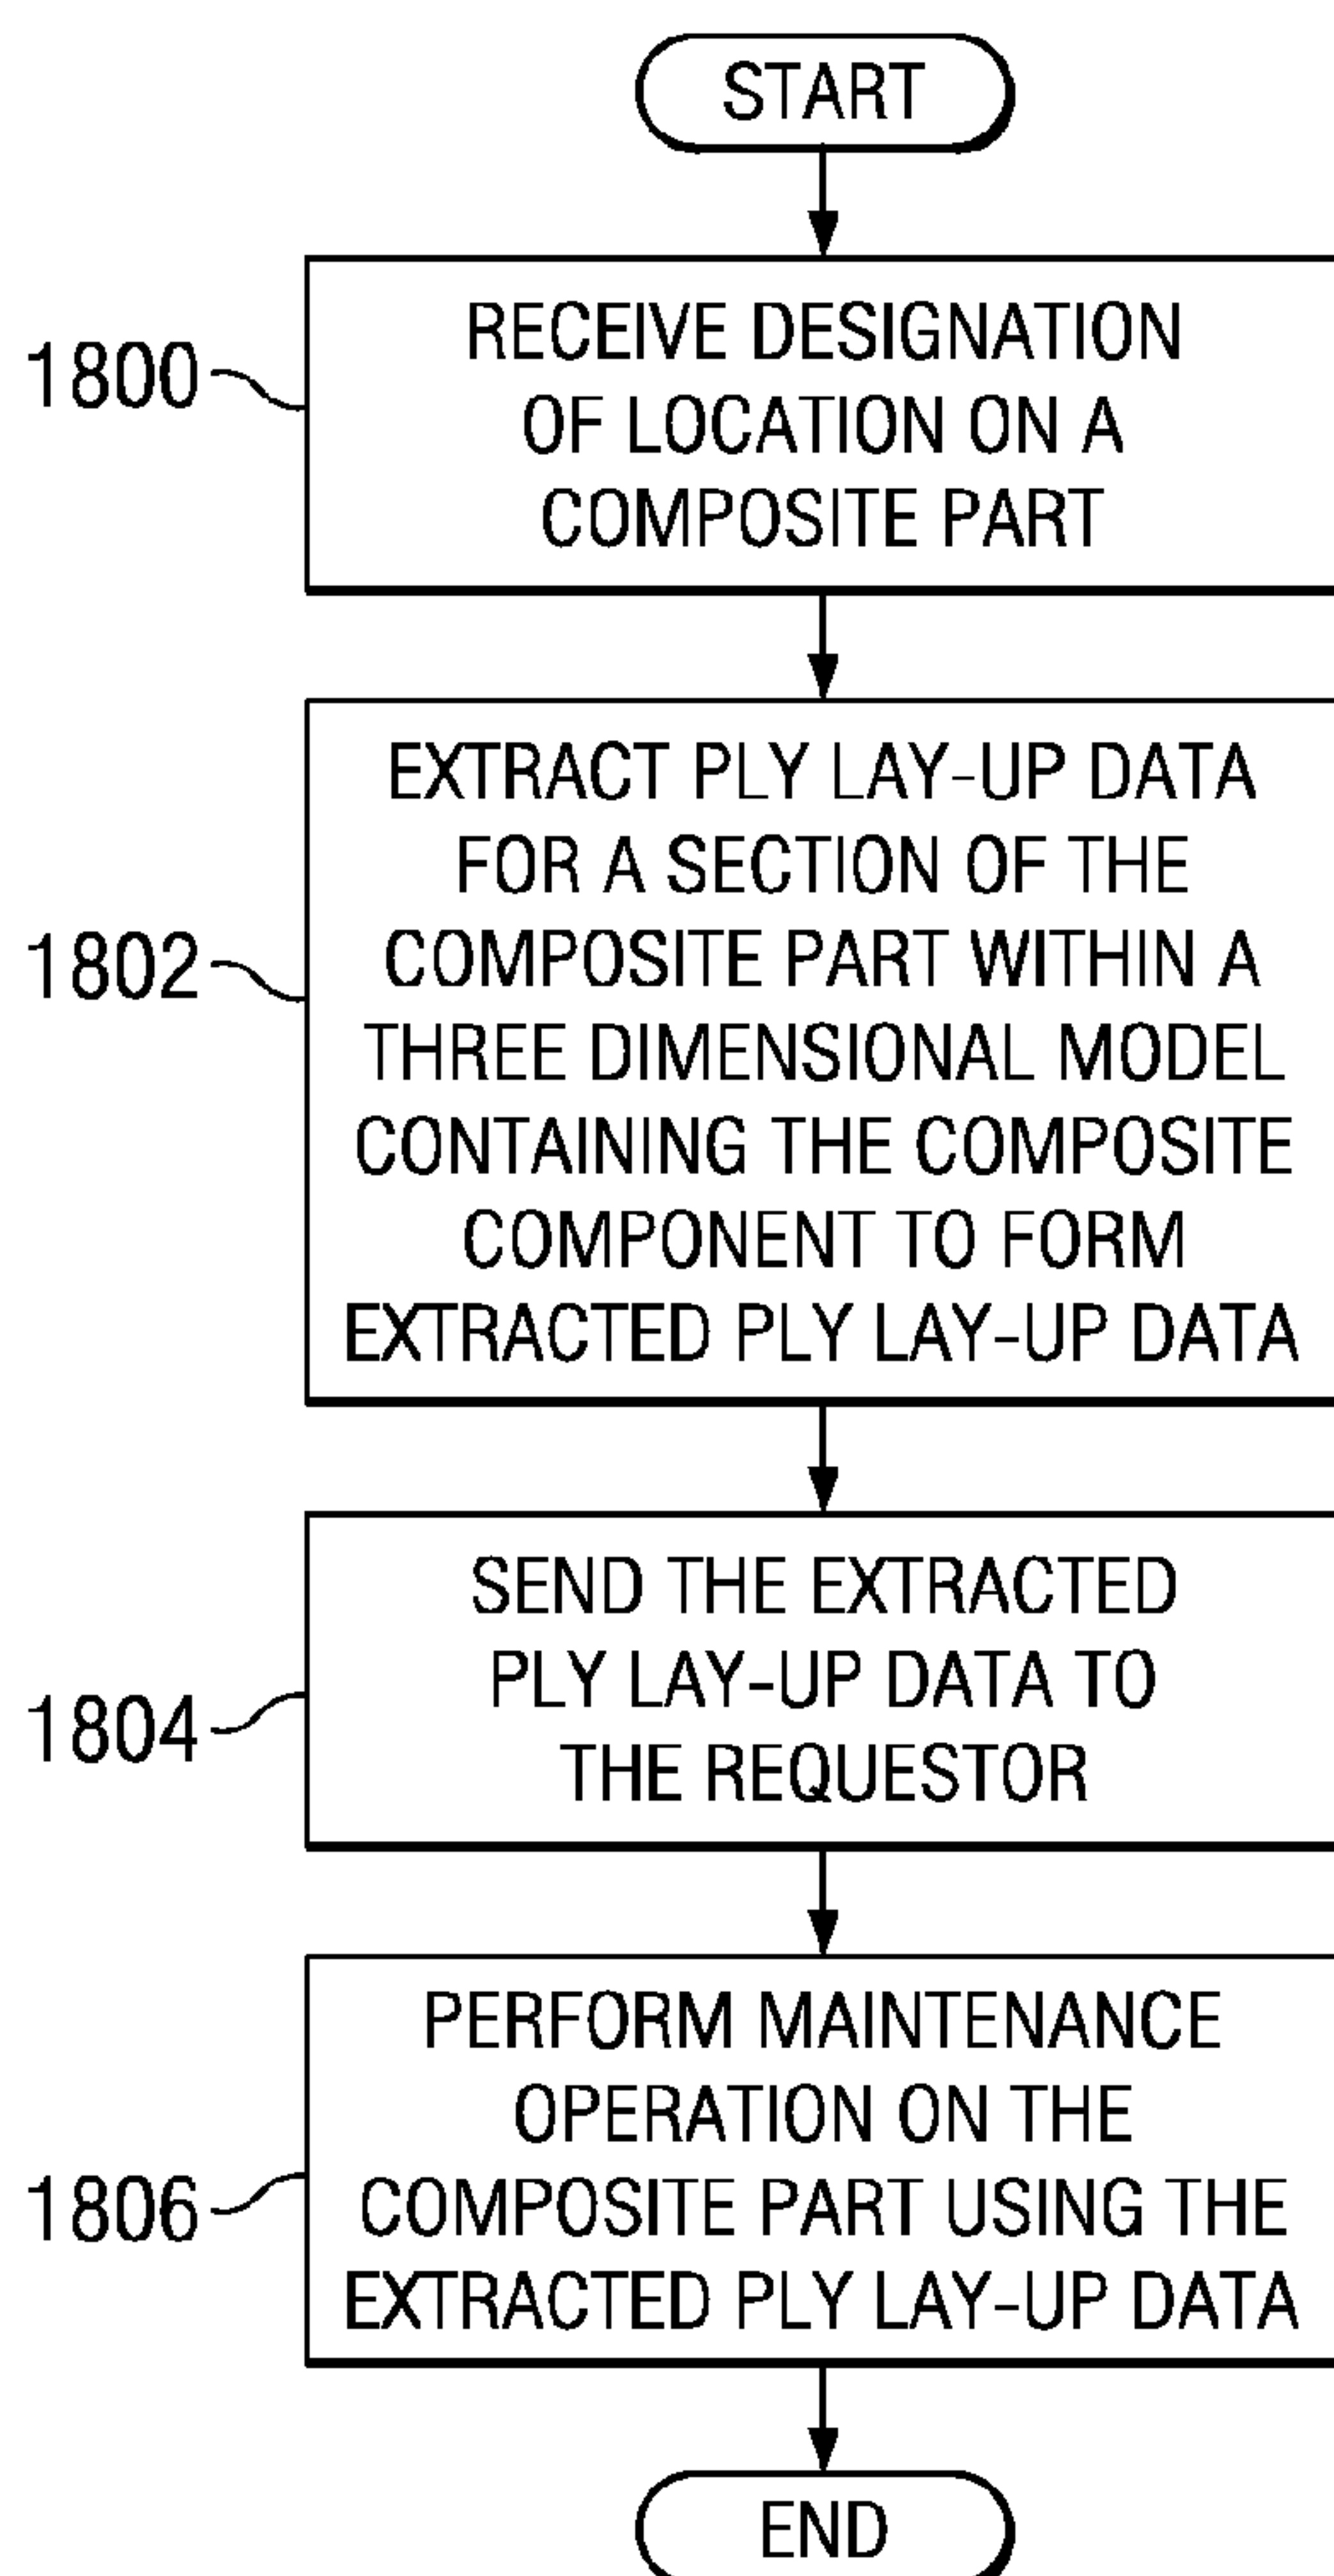 START
1800
RECEIVE DESIGNATION
OF LOCATION ON A
COMPOSITE PART
1802
EXTRACT PLY LAY-UP DATA
FOR A SECTION OF THE
COMPOSITE PART WITHIN A
THREE DIMENSIONAL MODEL
CONTAINING THE COMPOSITE
COMPONENT TO FORM
EXTRACTED PLY LAY-UP DATA
1804
SEND THE EXTRACTED
PLY LAY-UP DATA TO
THE REQUESTOR
1806
PERFORM MAINTENANCE
OPERATION ON THE
COMPOSITE PART USING THE
EXTRACTED PLY LAY-UP DATA
END